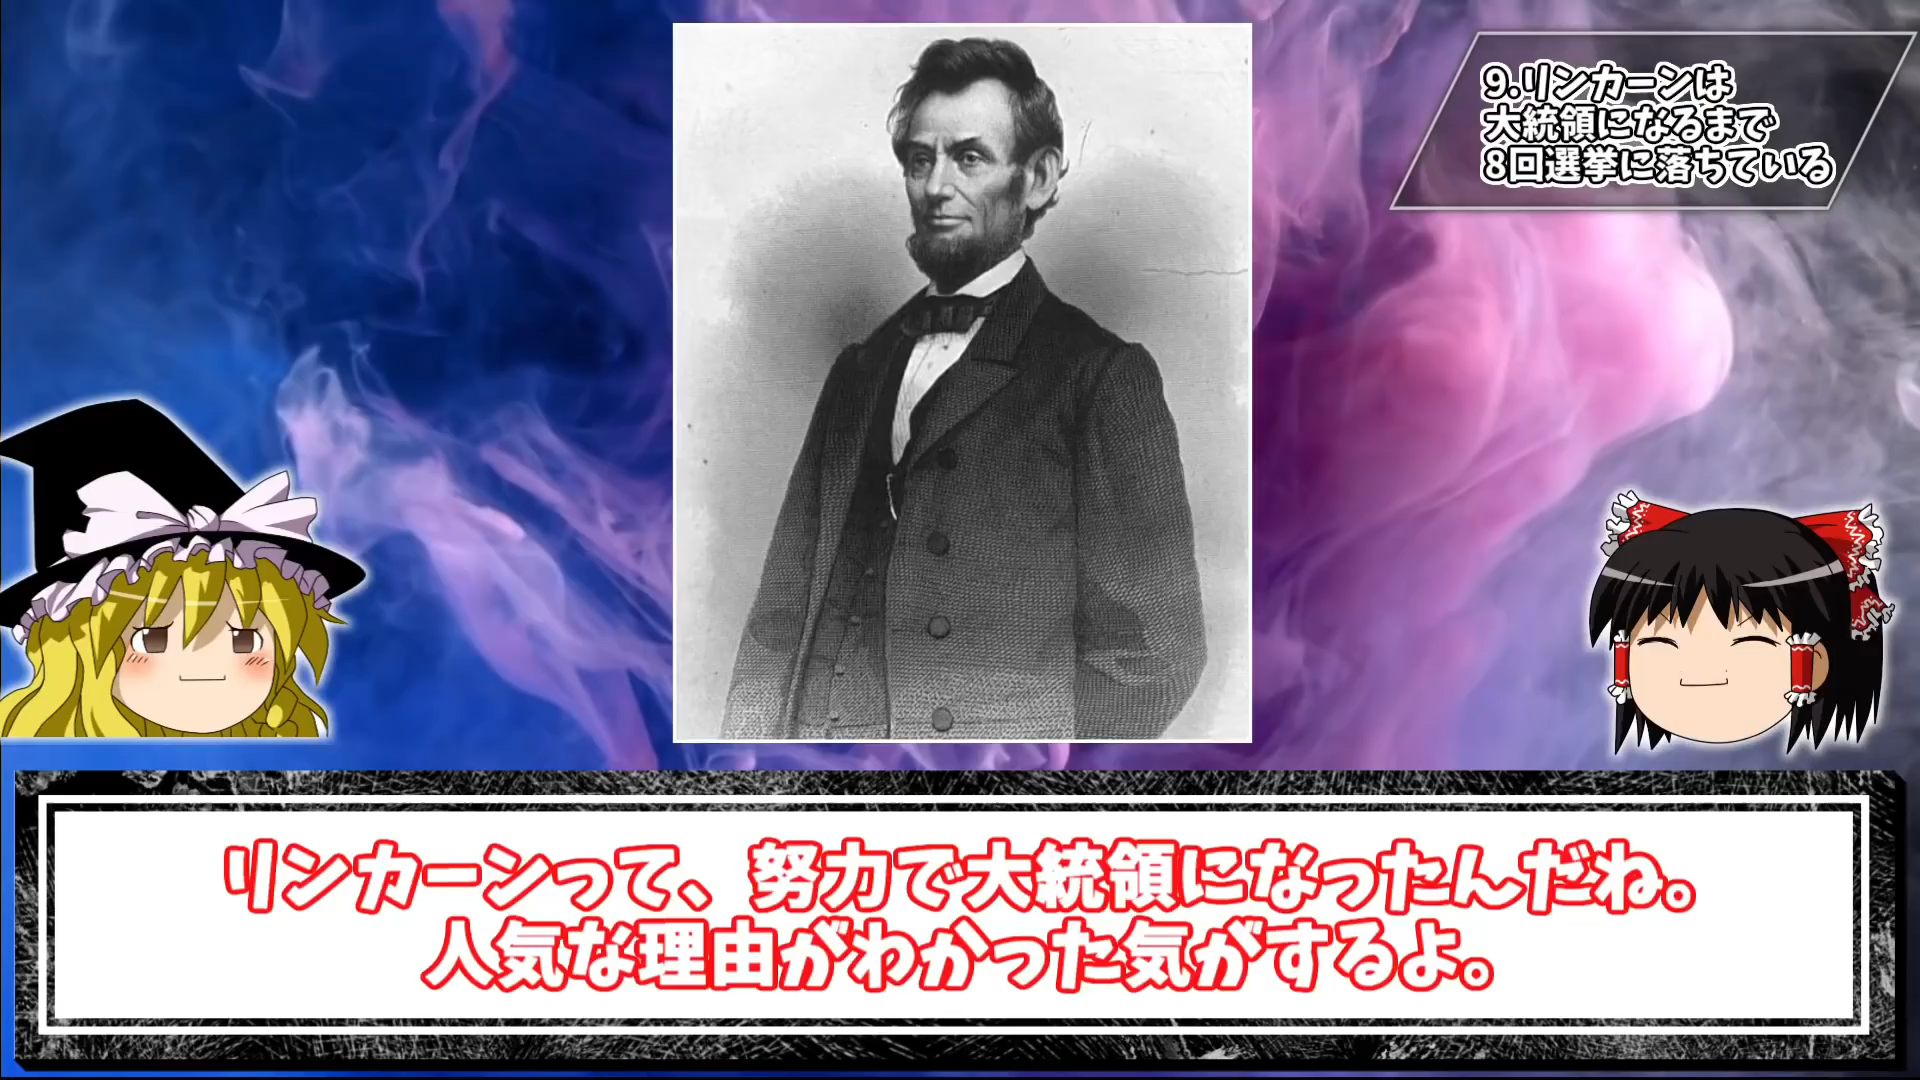 9.リンカーンは
大統領になるまで
8回選挙に落ちている
リンカーンって、努力で大統領になったんだね。
人気な理由がわかった気がするよ。